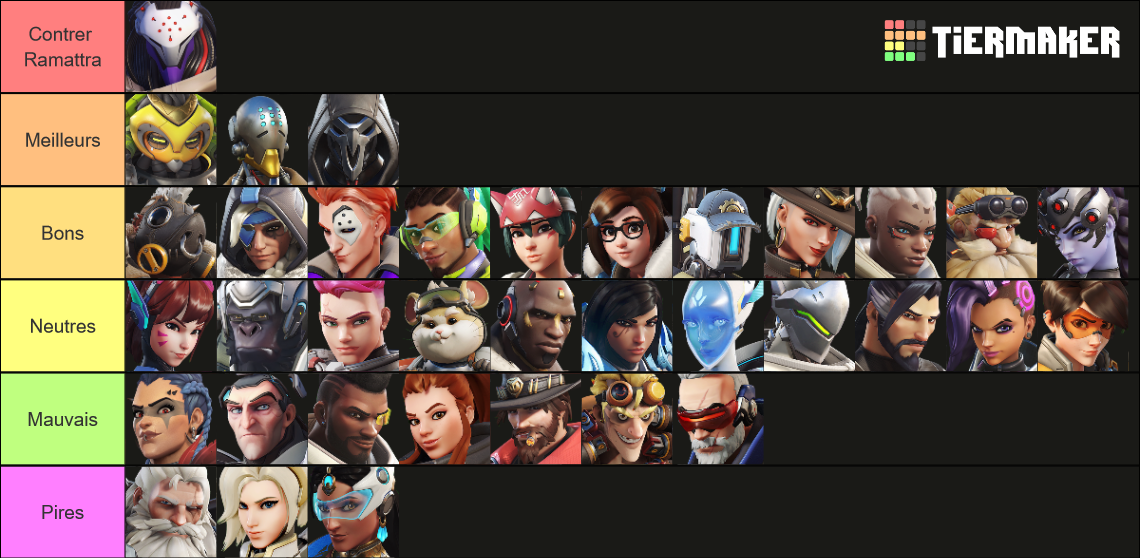 Contrer
Ramattra
TIERMAKER
Meilleurs
Bons
Neutres
Mauvais
Pires